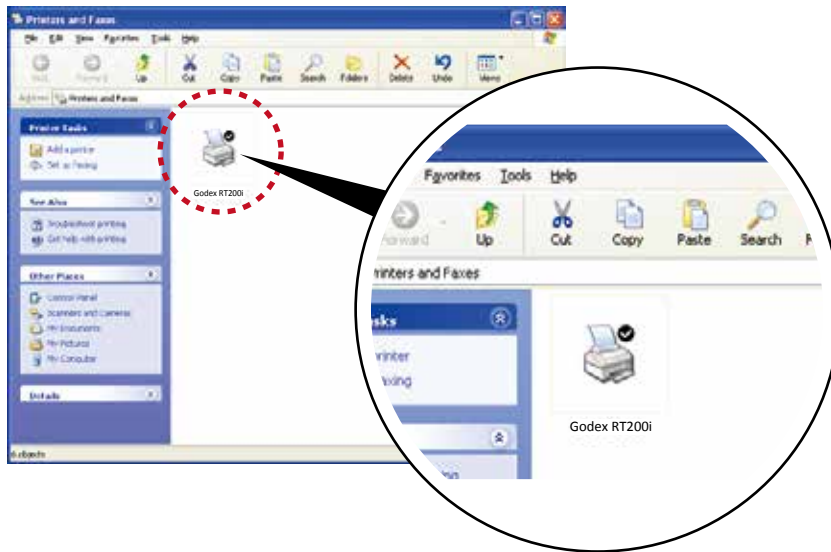 Printers and Faxes
File Edit View Favorites Tools Help
Back Forward Up Cut Copy Paste Search Folders Delete Undo Views
Address Printers and Faxes
Printer Tasks
Add a printer
Set up faxing
See Also
Troubleshoot printing
Get help with printing
Other Places
Control Panel
Scanners and Cameras
My Documents
My Pictures
My Computer
Details
6 objects
Godex RT200i
Favorites Tools Help
Forward Up Cut Copy Paste Search F
rinters and Faxes
sks
rinter
axing
Godex RT200i